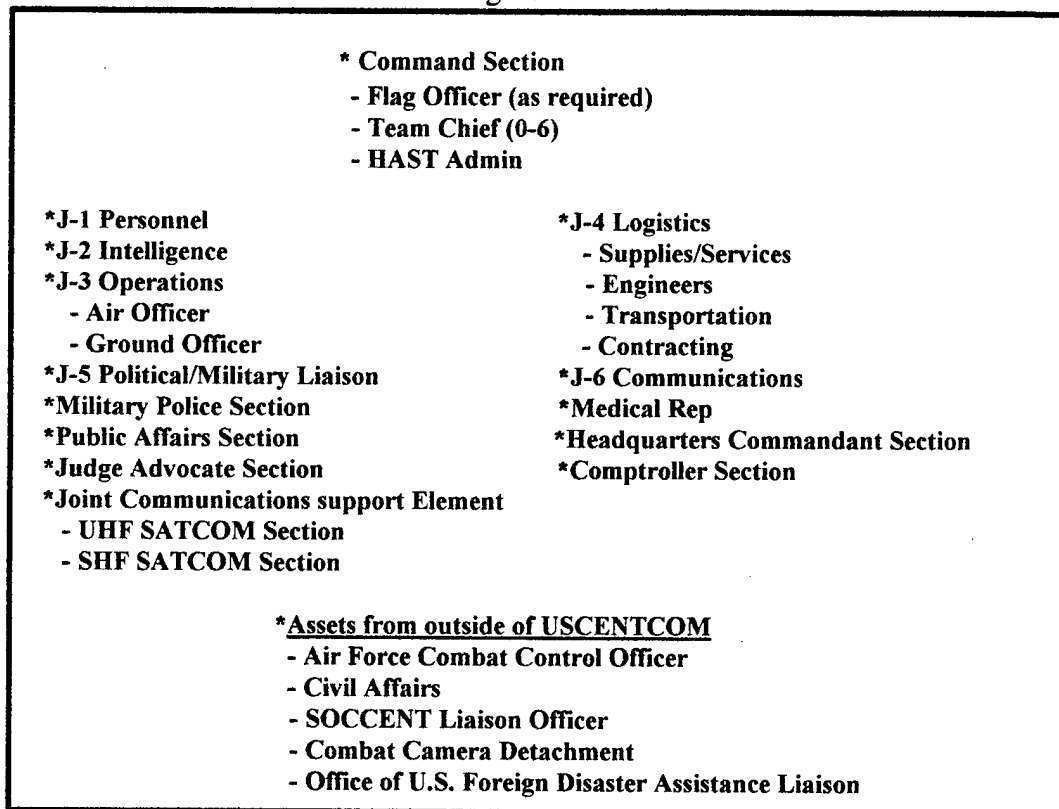 * Command Section
- Flag Officer (as required)
- Team Chief (0-6)
- HAST Admin
*J-1 Personnel
*J-2 Intelligence
*J-3 Operations
- Air Officer
- Ground Officer
*J-5 Political/Military Liaison
*Military Police Section
*Public Affairs Section
*Judge Advocate Section
*Joint Communications support Element
- UHF SATCOM Section
- SHF SATCOM Section
*J-4 Logistics
- Supplies/Services
- Engineers
- Transportation
- Contracting
*J-6 Communications
*Medical Rep
*Headquarters Commandant Section
*Comptroller Section
*Assets from outside of USCENTCOM
- Air Force Combat Control Officer
- Civil Affairs
- SOCCENT Liaison Officer
- Combat Camera Detachment
- Office of U.S. Foreign Disaster Assistance Liaison